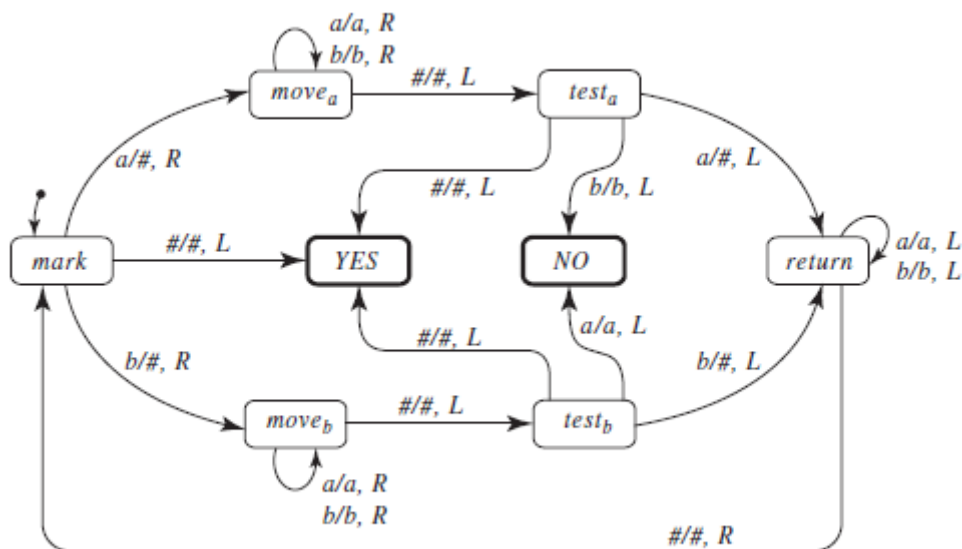 a/a, R
b/b, R
move_a
#/#, L
test_a
a/#, R
#/#, L
b/b, L
a/#, L
mark
#/#, L
YES
NO
return
a/a, L
b/b, L
b/#, R
#/#, L
a/a, L
b/#, L
move_b
#/#, L
test_b
a/a, R
b/b, R
#/#, R